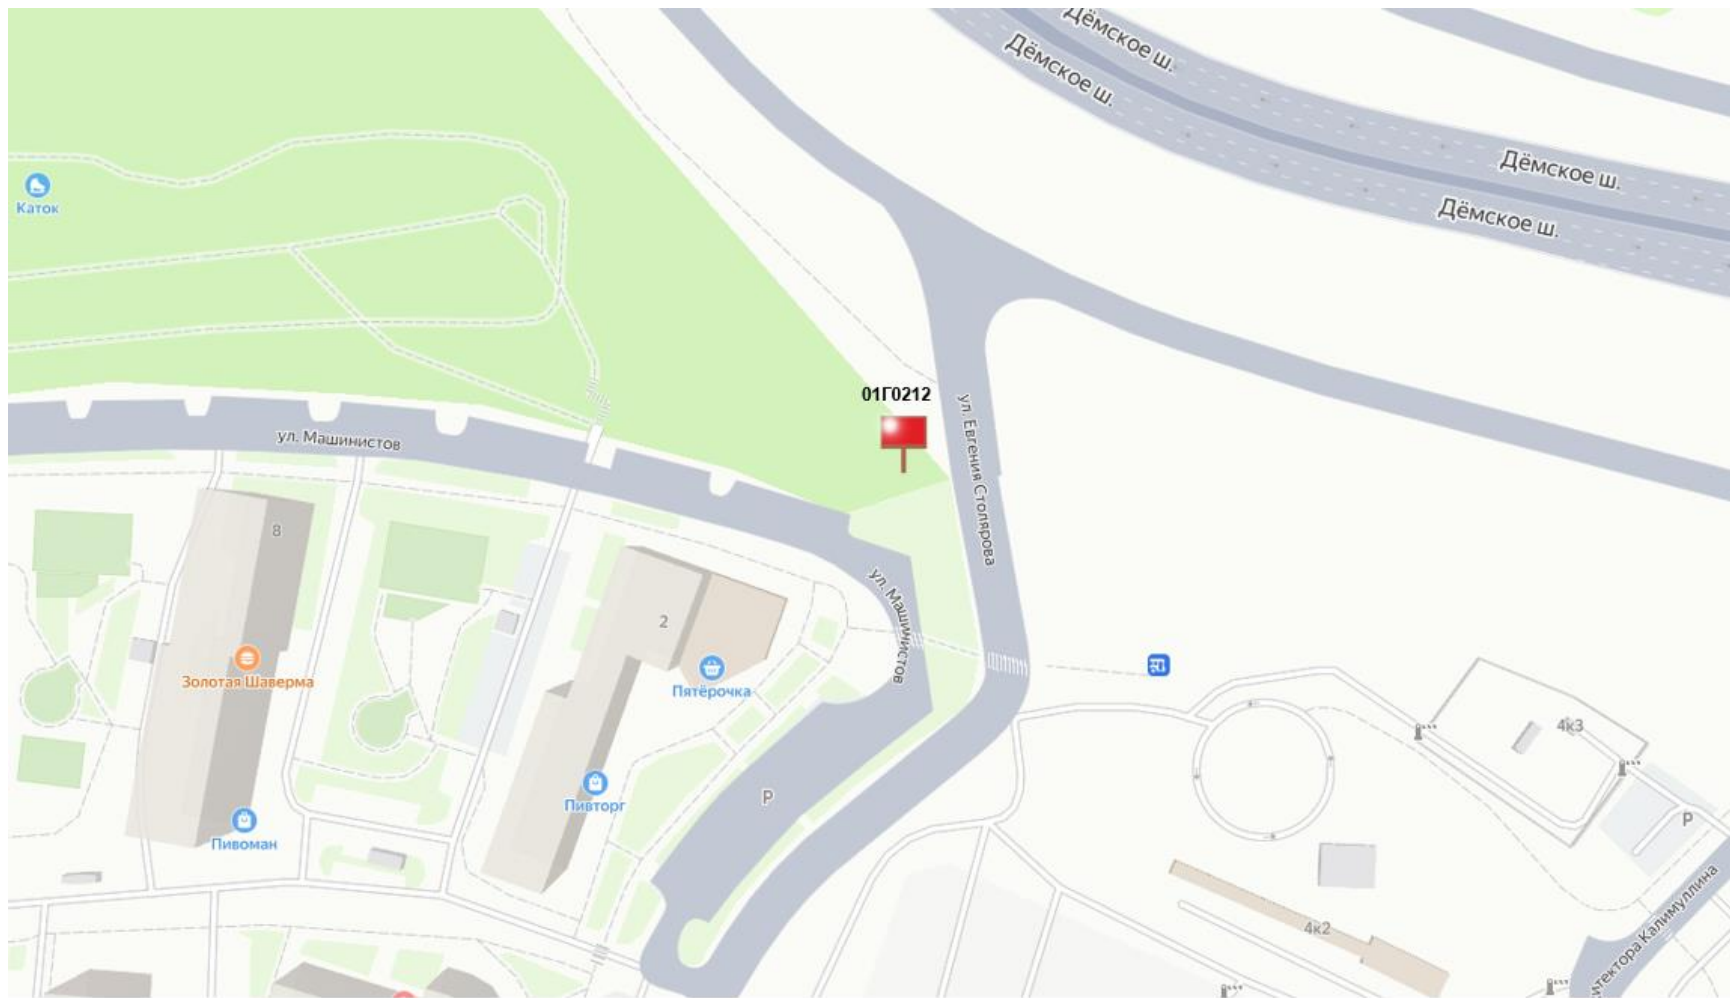 Дёмское ш.
Дёмское ш.
Дёмское ш.
Дёмское ш.
Каток
01Г0212
ул. Машинистов
ул. Евгения Столярова
8
2
ул. Машинистов
Золотая Шаверма
Пятёрочка
4к3
Пивторг
P
Пивоман
P
4к2
итектора Калимуллина